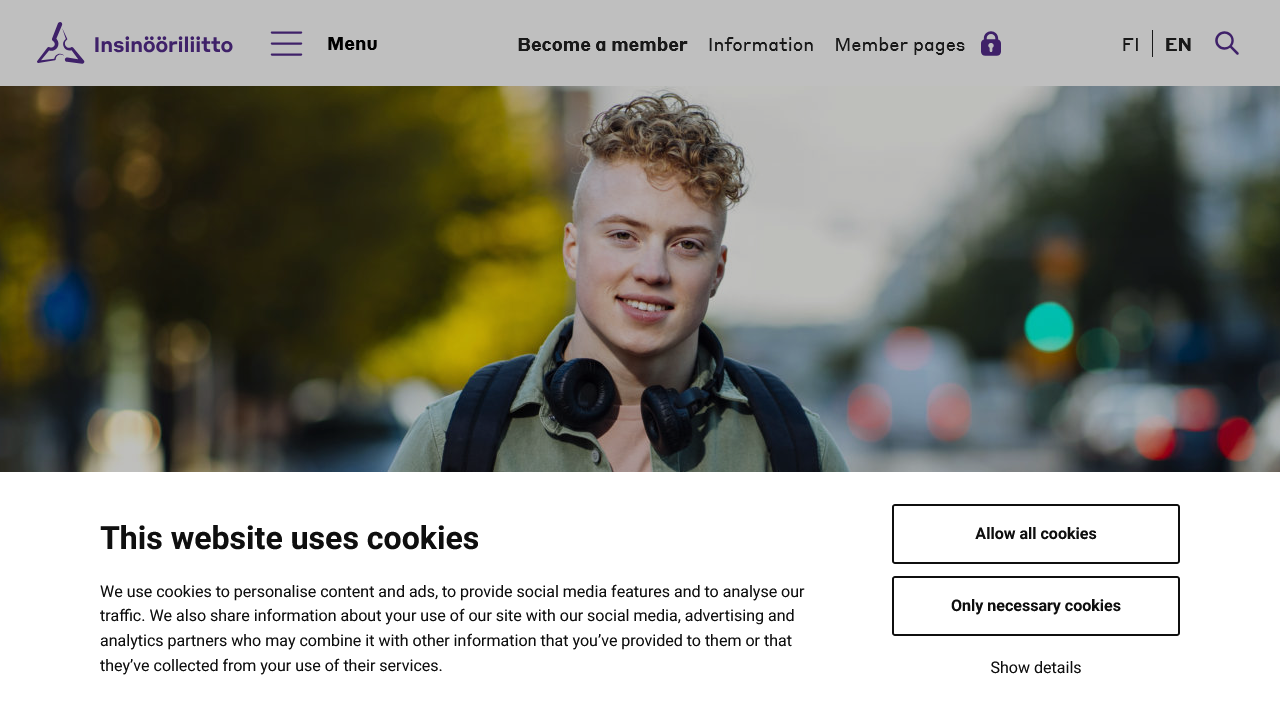 Insinööriliitto
Menu
Become a member
Information
Member pages
FI
EN
This website uses cookies
We use cookies to personalise content and ads, to provide social media features and to analyse our
traffic. We also share information about your use of our site with our social media, advertising and
analytics partners who may combine it with other information that you’ve provided to them or that
they’ve collected from your use of their services.
Allow all cookies
Only necessary cookies
Show details